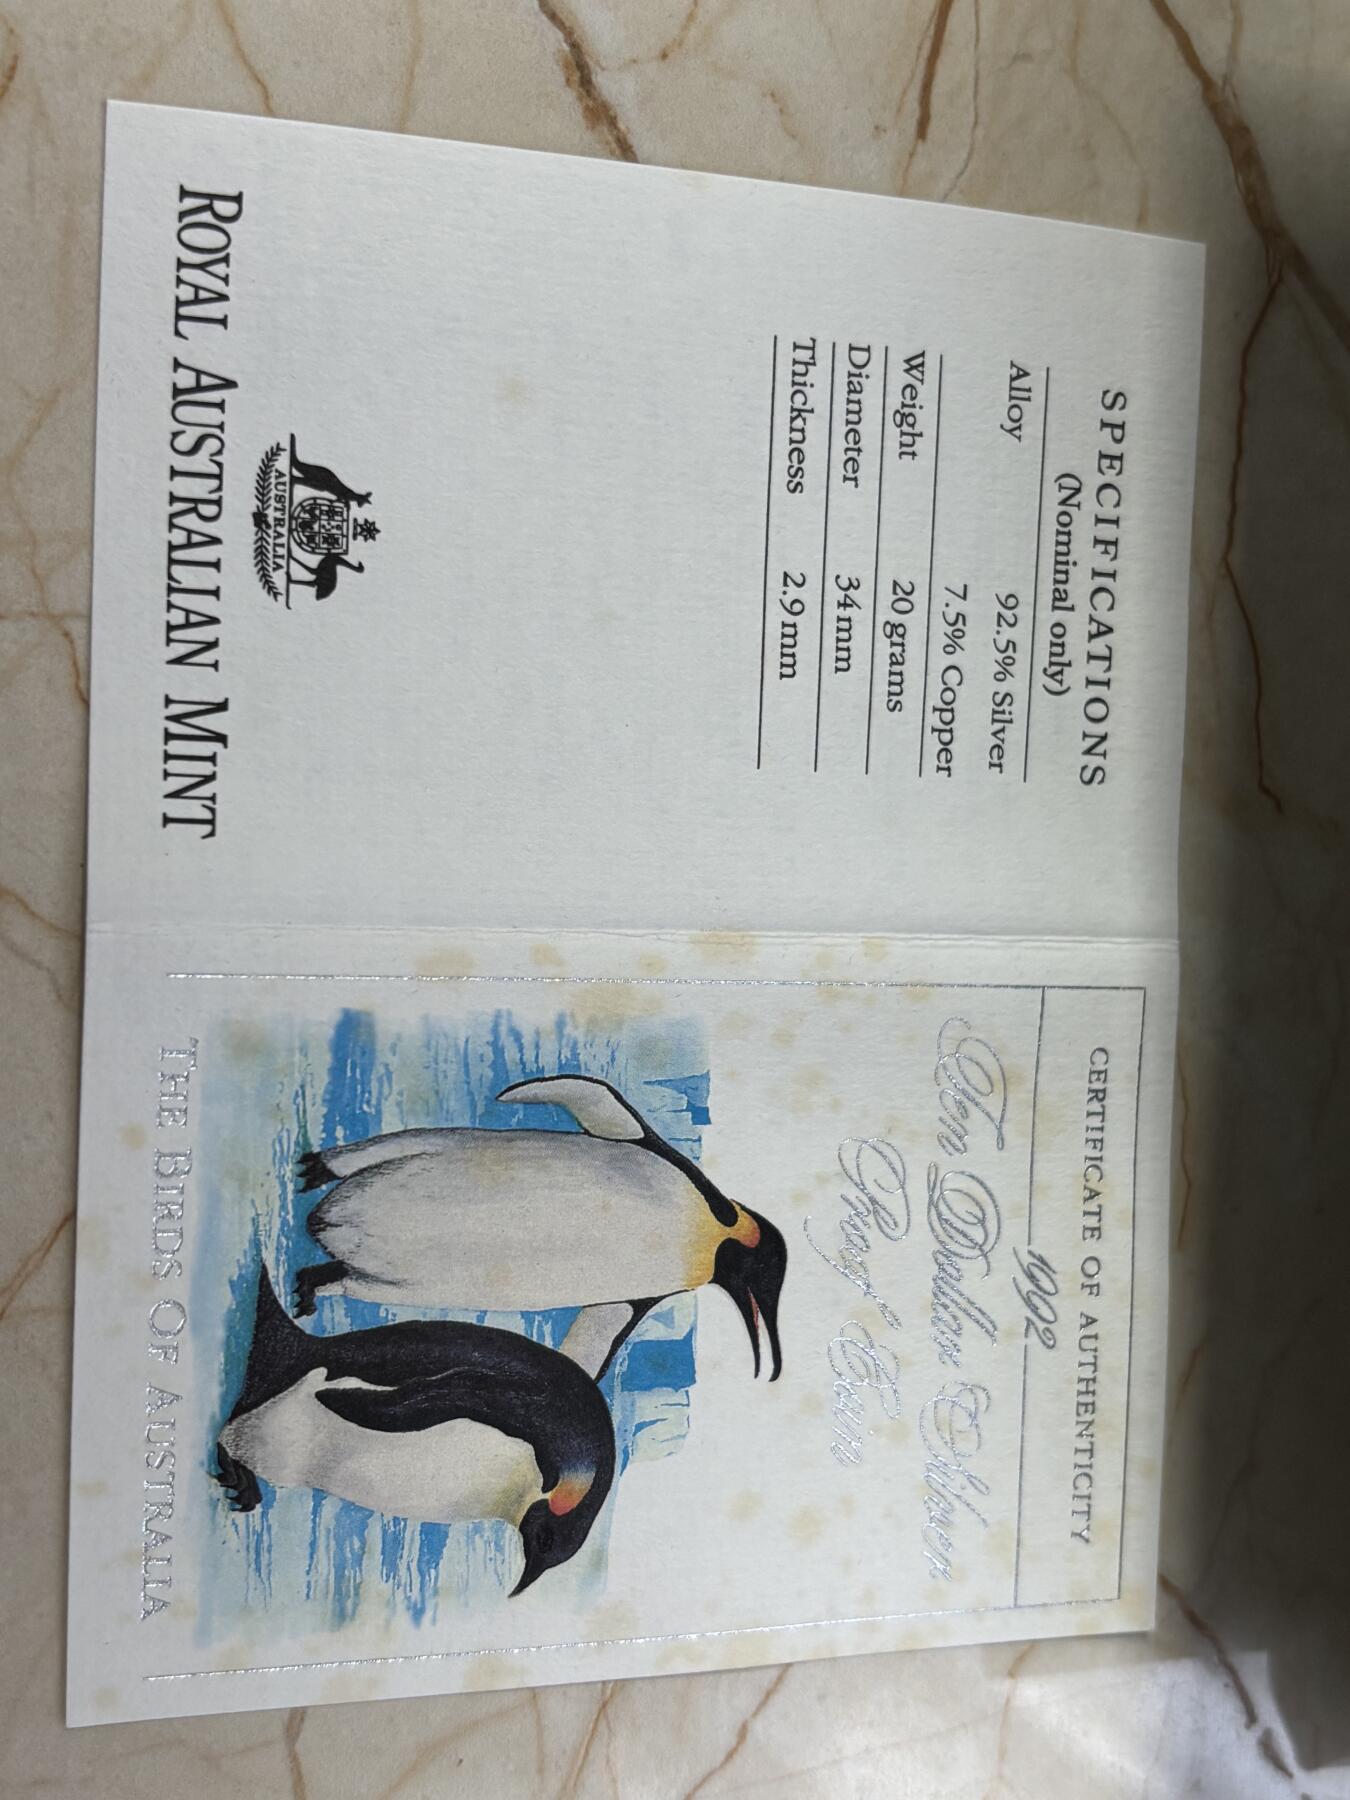 SPECIFICATIONS
(Nominal only)
Alloy 92.5% Silver
7.5% Copper
Weight 20 grams
Diameter 34 mm
Thickness 2.9 mm
AUSTRALIA
ROYAL AUSTRALIAN MINT
CERTIFICATE OF AUTHENTICITY
1992
Ten Dollar Silver
Proof Coin
THE BIRDS OF AUSTRALIA